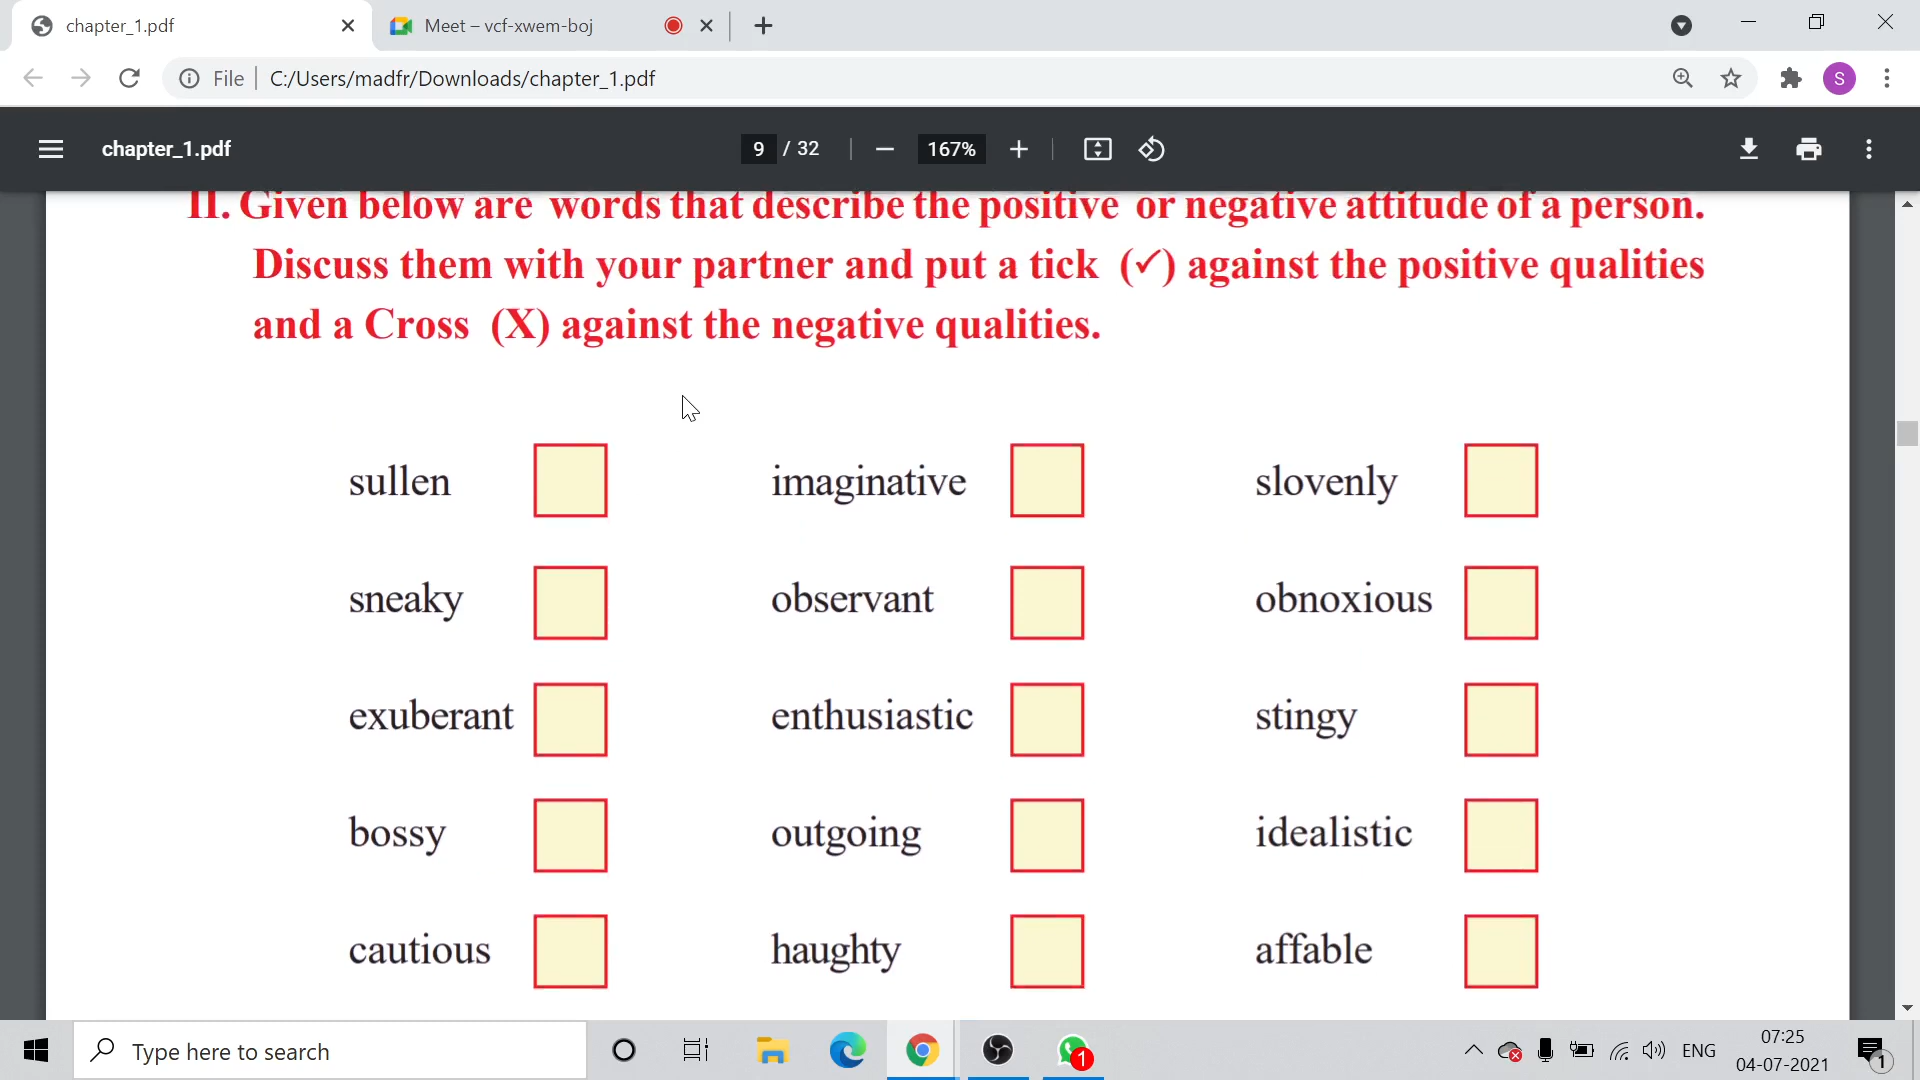 chapter_1.pdf
Meet – vcf-xwem-boj
File
C:/Users/madfr/Downloads/chapter_1.pdf
S
chapter_1.pdf
9 / 32
167%
II. Given below are words that describe the positive or negative attitude of a person.
Discuss them with your partner and put a tick (✓) against the positive qualities
and a Cross (X) against the negative qualities.
sullen imaginative slovenly
sneaky observant obnoxious
exuberant enthusiastic stingy
bossy outgoing idealistic
cautious haughty affable
Type here to search
1
ENG
07:25
04-07-2021
1